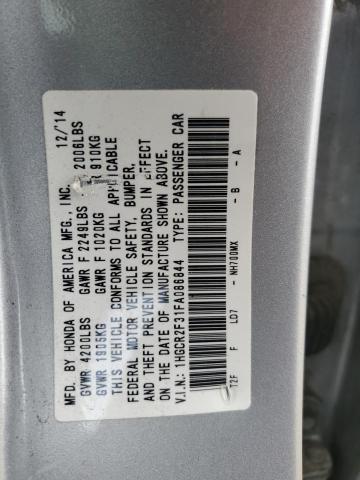 MFD. BY HONDA OF AMERICA MFG., INC. 12/'14
GVWR 4200LBS GAWR F 2249LBS 2006LBS
GVWR 1905KG GAWR F 1020KG R 910KG
THIS VEHICLE CONFORMS TO ALL APPLICABLE
FEDERAL MOTOR VEHICLE SAFETY, BUMPER,
AND THEFT PREVENTION STANDARDS IN EFFECT
ON THE DATE OF MANUFACTURE SHOWN ABOVE.
V.I.N.: 1HGCR2F31FA086844 TYPE: PASSENGER CAR
T2F F LD7 - NH700MX - B - A